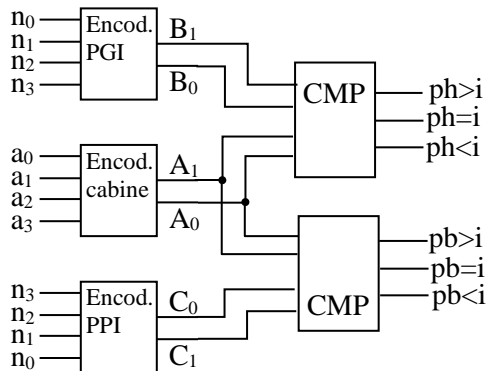 n₀
n₁
n₂
n₃
Encod.
PGI
B₁
B₀
CMP
ph>i
ph=i
ph<i
a₀
a₁
a₂
a₃
Encod.
cabine
A₁
A₀
n₃
n₂
n₁
n₀
Encod.
PPI
C₀
C₁
CMP
pb>i
pb=i
pb<i